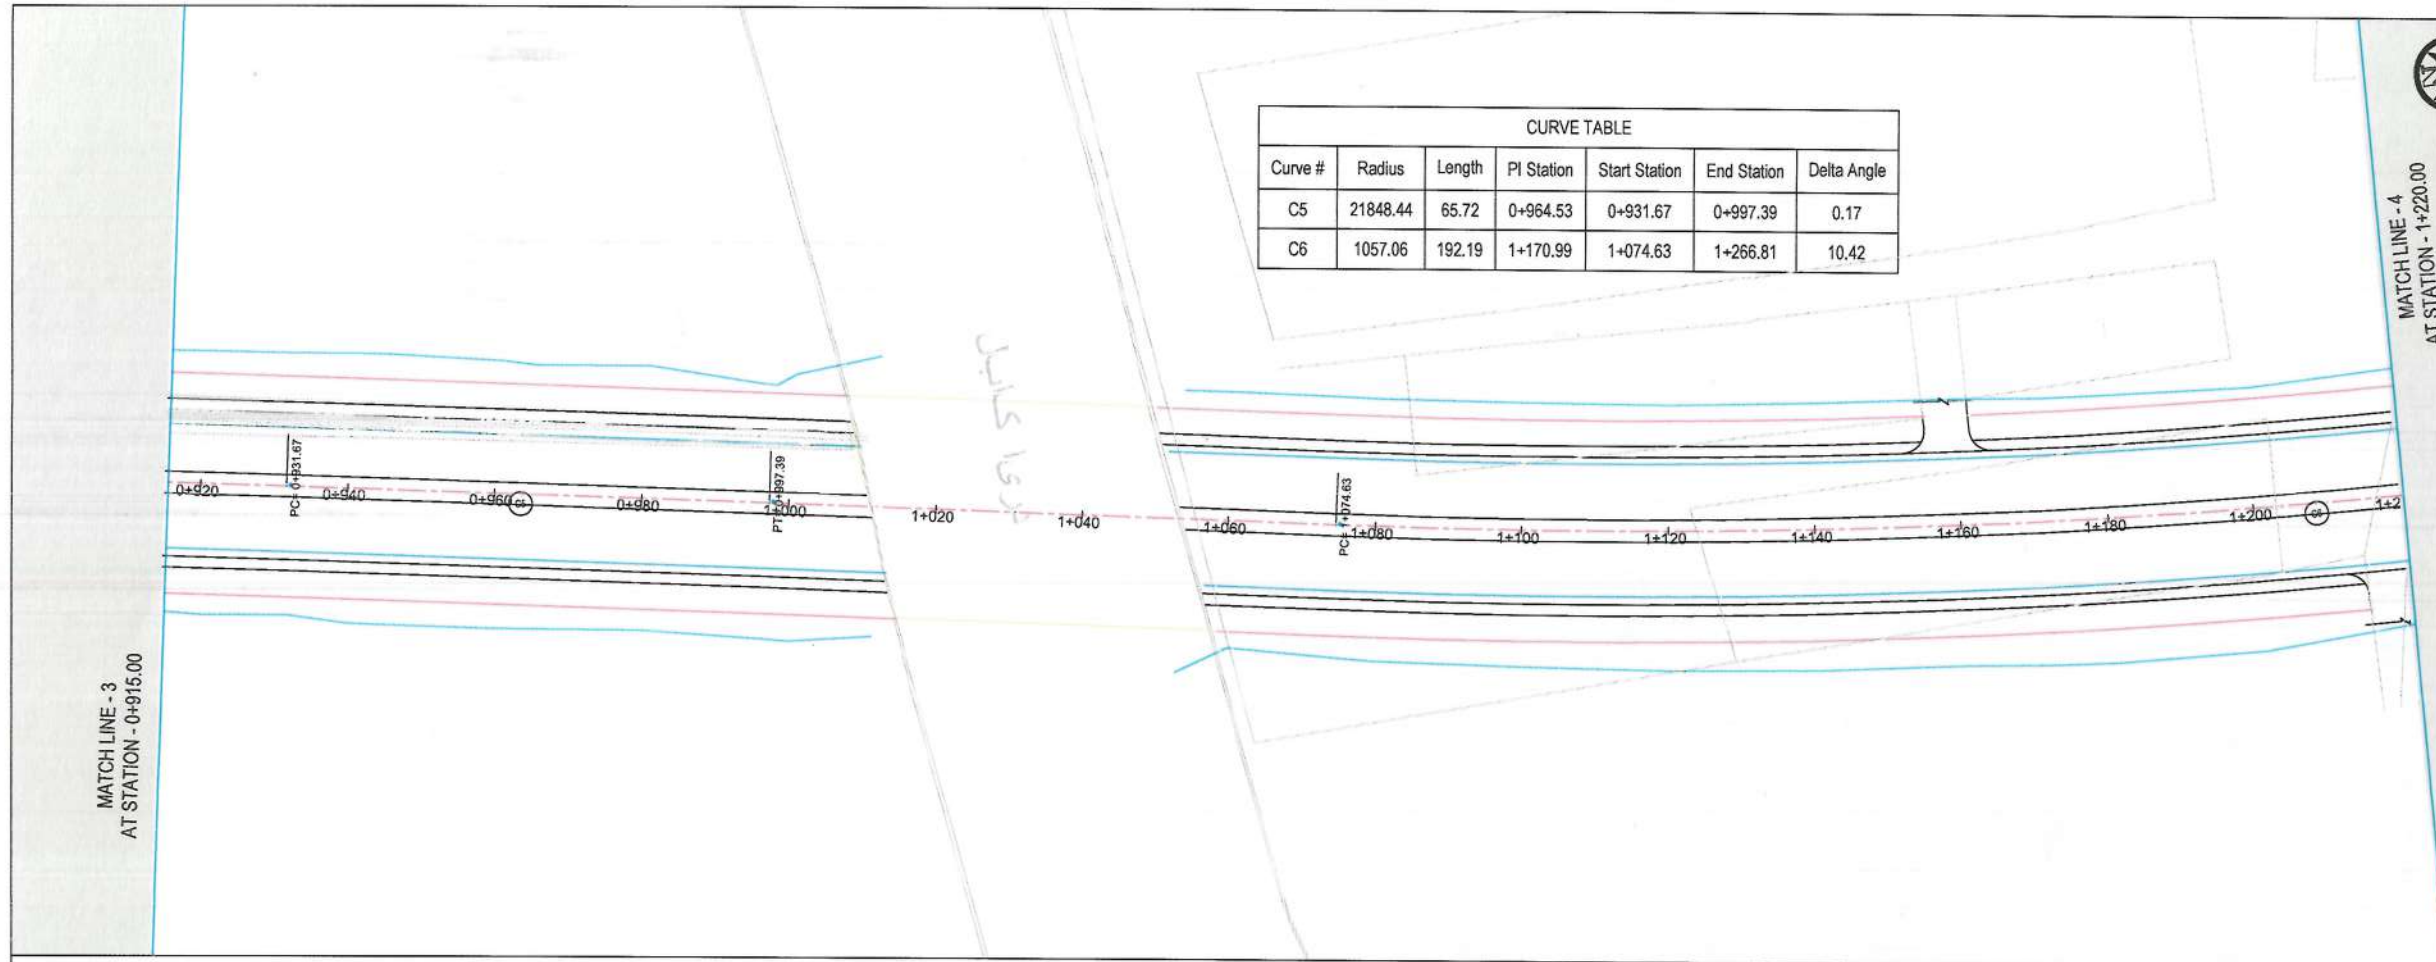 CURVE TABLE
Curve # Radius Length PI Station Start Station End Station Delta Angle
C5 21848.44 65.72 0+964.53 0+931.67 0+997.39 0.17
C6 1057.06 192.19 1+170.99 1+074.63 1+266.81 10.42
N
MATCH LINE - 4
AT STATION - 1+220.00
PC= 0+931.67
PT= 0+997.39
PC= 1+074.63
0+920 0+940 0+960 C5 0+980 1+000 1+020 1+040 1+060 1+080 1+100 1+120 1+140 1+160 1+180 1+200 C6 1+2
MATCH LINE - 3
AT STATION - 0+915.00